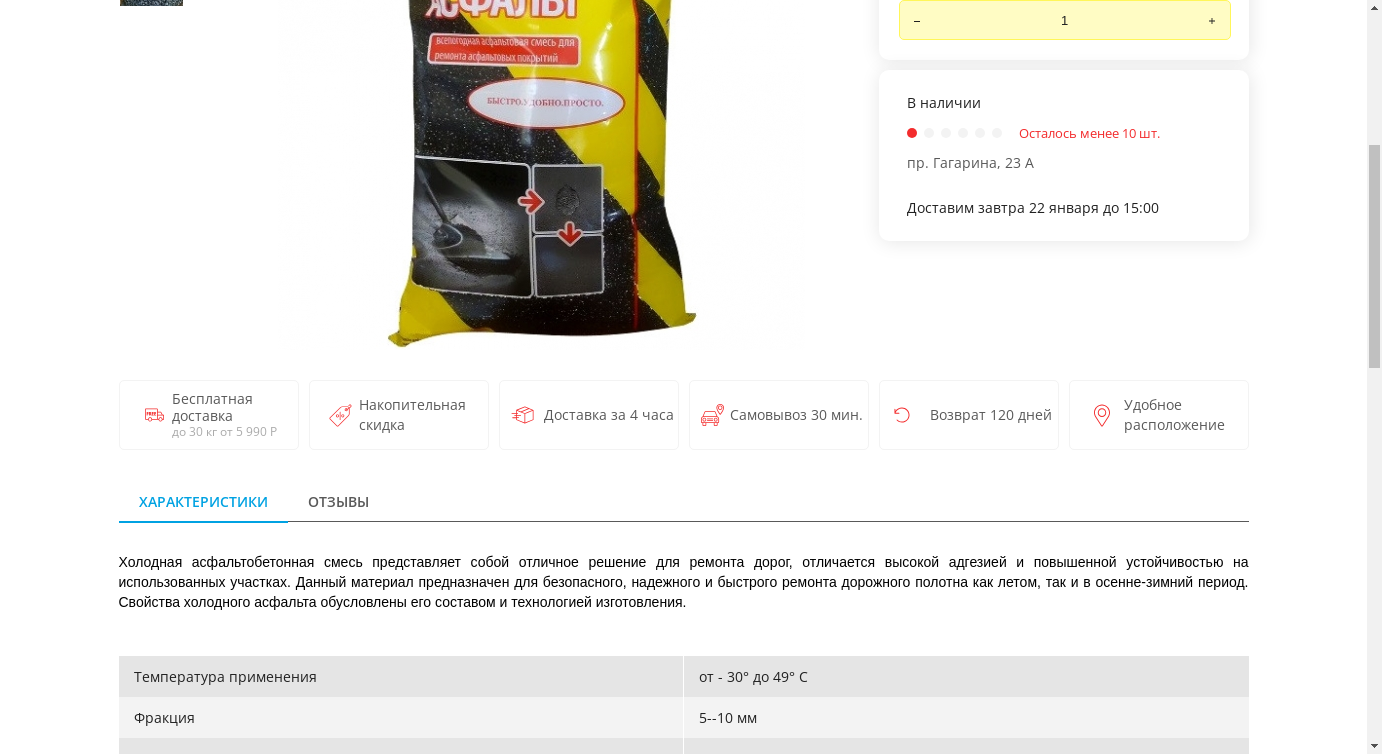 АСФАЛЬТ
всепогодная асфальтовая смесь для
ремонта асфальтовых покрытий
БЫСТРО.УДОБНО.ПРОСТО.
– 1 +
В наличии
Осталось менее 10 шт.
пр. Гагарина, 23 А
Доставим завтра 22 января до 15:00
Бесплатная
доставка
до 30 кг от 5 990 Р
Накопительная
скидка
Доставка за 4 часа
Самовывоз 30 мин.
Возврат 120 дней
Удобное
расположение
ХАРАКТЕРИСТИКИ ОТЗЫВЫ
Холодная асфальтобетонная смесь представляет собой отличное решение для ремонта дорог, отличается высокой адгезией и повышенной устойчивостью на
использованных участках. Данный материал предназначен для безопасного, надежного и быстрого ремонта дорожного полотна как летом, так и в осенне-зимний период.
Свойства холодного асфальта обусловлены его составом и технологией изготовления.
Температура применения от - 30° до 49° С
Фракция 5--10 мм